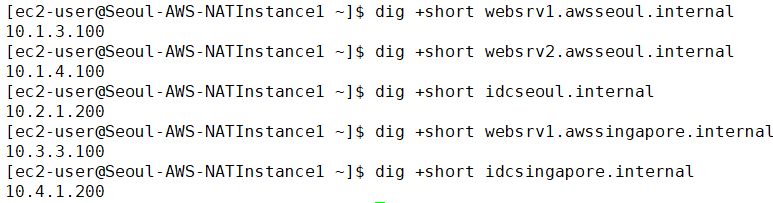 [ec2-user@Seoul-AWS-NATInstance1 ~]$ dig +short websrv1.awsseoul.internal
10.1.3.100
[ec2-user@Seoul-AWS-NATInstance1 ~]$ dig +short websrv2.awsseoul.internal
10.1.4.100
[ec2-user@Seoul-AWS-NATInstance1 ~]$ dig +short idcseoul.internal
10.2.1.200
[ec2-user@Seoul-AWS-NATInstance1 ~]$ dig +short websrv1.awssingapore.internal
10.3.3.100
[ec2-user@Seoul-AWS-NATInstance1 ~]$ dig +short idcsingapore.internal
10.4.1.200